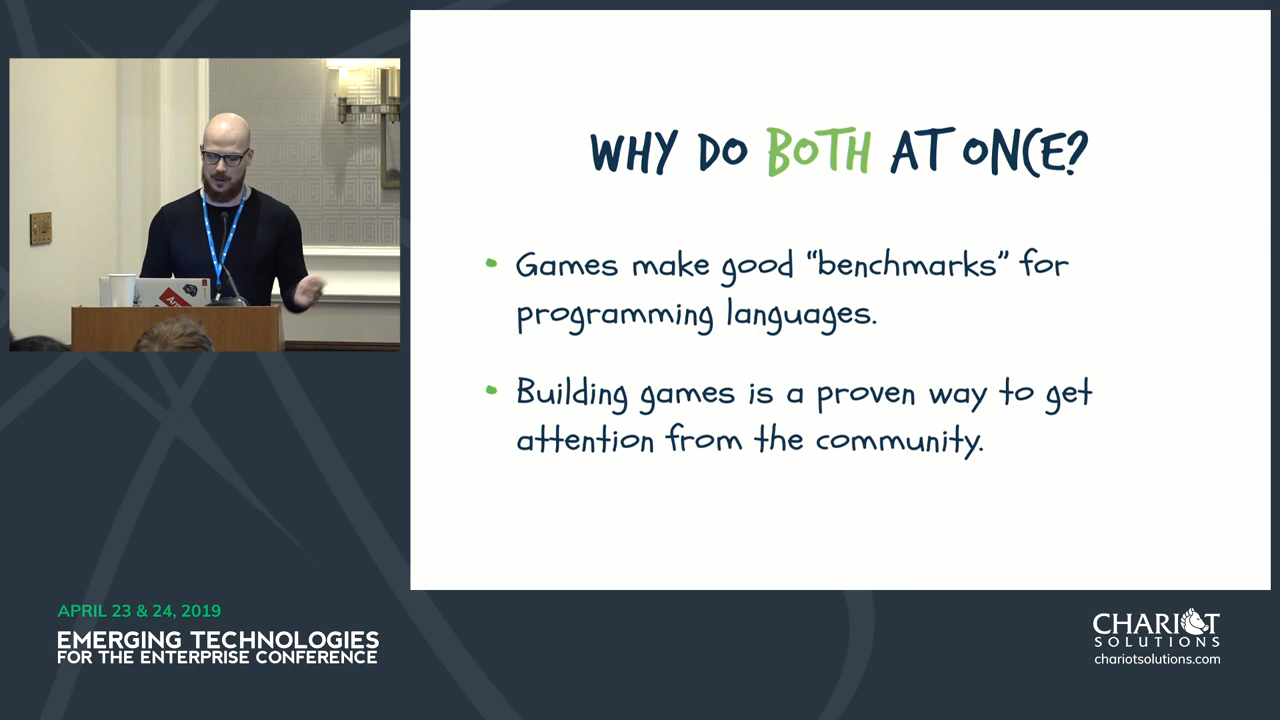 WHY DO BOTH AT ONCE?
• Games make good “benchmarks” for
programming languages.
• Building games is a proven way to get
attention from the community.
APRIL 23 & 24, 2019
EMERGING TECHNOLOGIES
FOR THE ENTERPRISE CONFERENCE
CHARIOT
SOLUTIONS
chariotsolutions.com